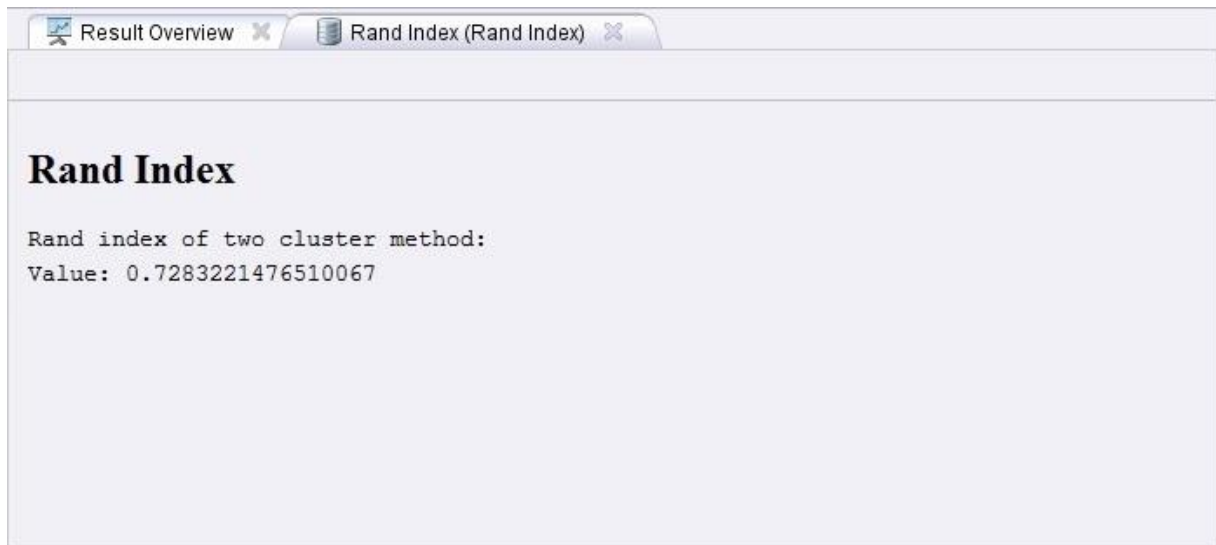 Result Overview
Rand Index (Rand Index)
Rand Index
Rand index of two cluster method:
Value: 0.7283221476510067